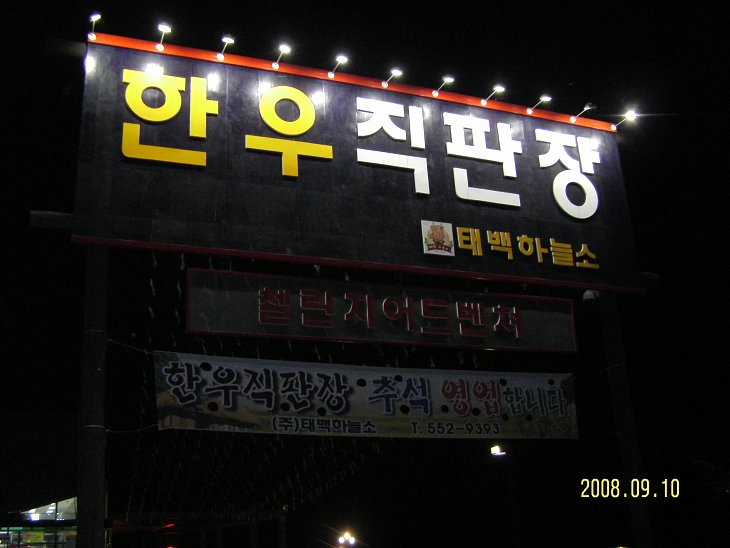 한우직판장
태백하늘소
챌린지어드벤처
한우직판장 추석 영업합니다
(주)태백하늘소 T. 552-9393
2008.09.10